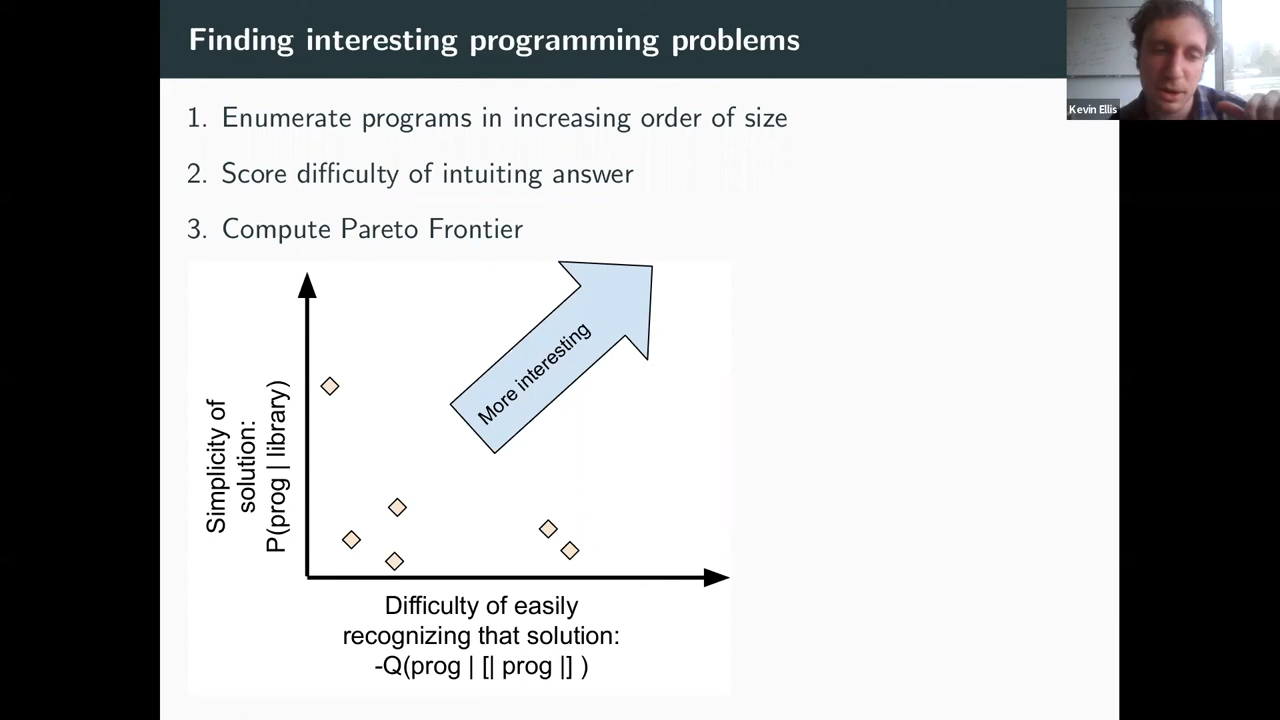 Finding interesting programming problems
Kevin Ellis
1. Enumerate programs in increasing order of size
2. Score difficulty of intuiting answer
3. Compute Pareto Frontier
More interesting
Simplicity of
solution:
P(prog | library)
Difficulty of easily
recognizing that solution:
-Q(prog | [| prog |] )